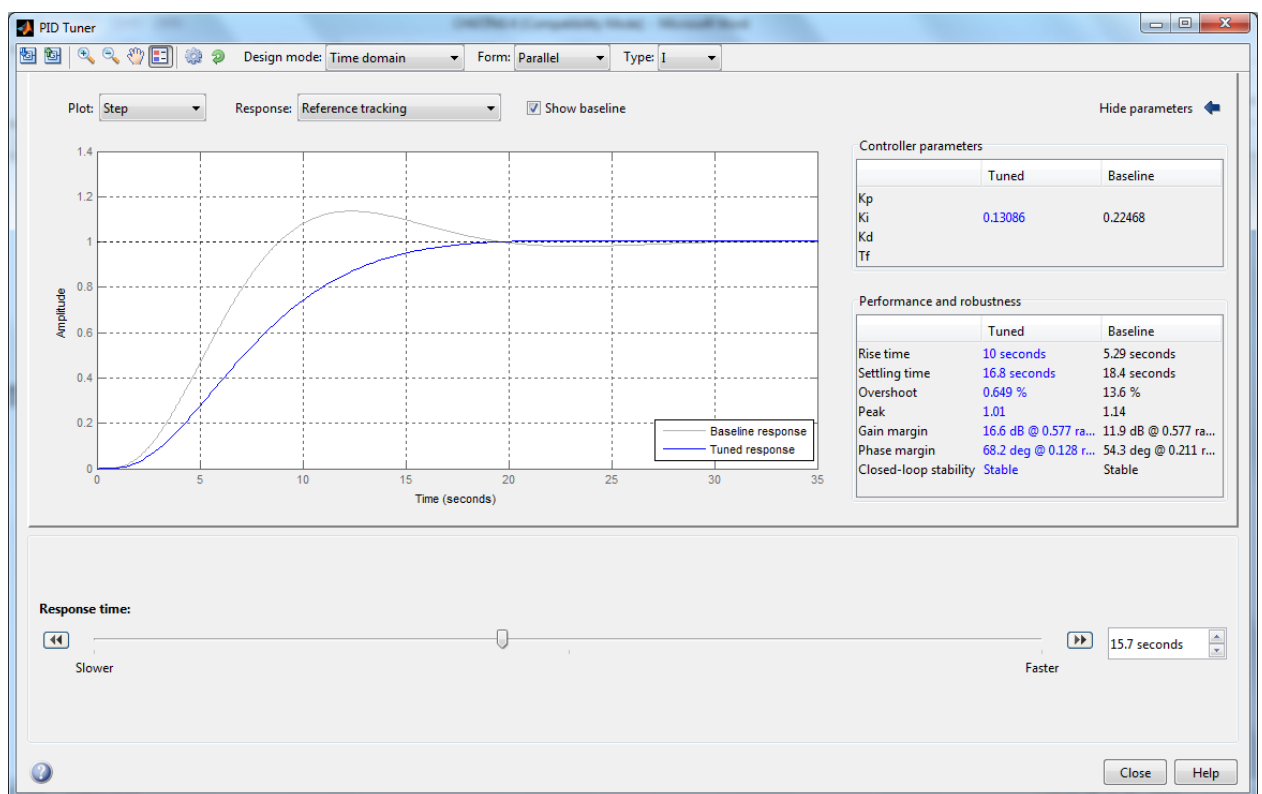 PID Tuner
Design mode: Time domain Form: Parallel Type: I
Plot: Step Response: Reference tracking Show baseline Hide parameters
1.4
1.2
1
0.8
0.6
0.4
0.2
0
Amplitude
0 5 10 15 20 25 30 35
Time (seconds)
Baseline response
Tuned response
Controller parameters
Tuned Baseline
Kp
Ki 0.13086 0.22468
Kd
Tf
Performance and robustness
Tuned Baseline
Rise time 10 seconds 5.29 seconds
Settling time 16.8 seconds 18.4 seconds
Overshoot 0.649 % 13.6 %
Peak 1.01 1.14
Gain margin 16.6 dB @ 0.577 ra... 11.9 dB @ 0.577 ra...
Phase margin 68.2 deg @ 0.128 r... 54.3 deg @ 0.211 r...
Closed-loop stability Stable Stable
Response time:
15.7 seconds
Slower Faster
Close Help